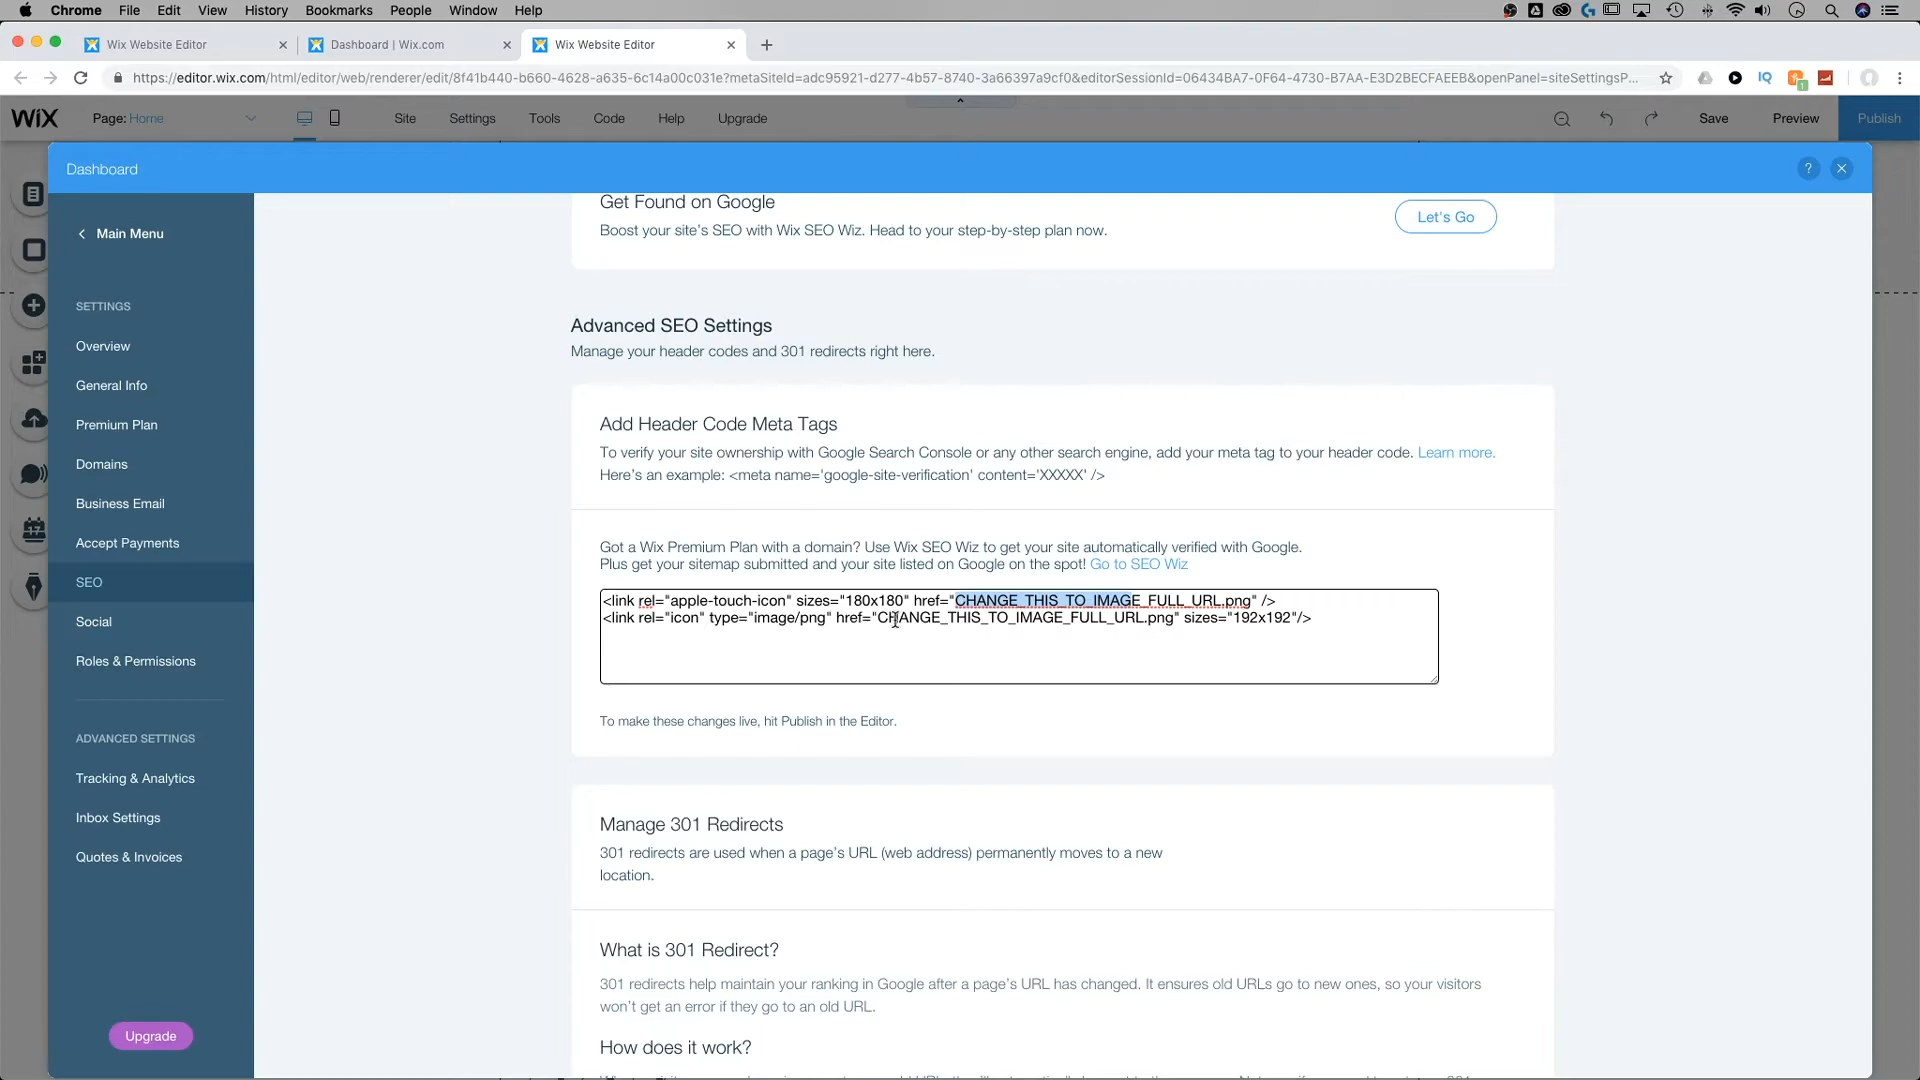 Chrome File Edit View History Bookmarks People Window Help
Wix Website Editor Dashboard | Wix.com Wix Website Editor
https://editor.wix.com/html/editor/web/renderer/edit/8f41b440-b660-4628-a635-6c14a00c031e?metaSiteId=adc95921-d277-4b57-8740-3a66397a9cf0&editorSessionId=06434BA7-0F64-4730-B7AA-E3D2BECFAEEB&openPanel=siteSettingsP...
WiX Page: Home Site Settings Tools Code Help Upgrade Save Preview Publish
Dashboard
Main Menu
SETTINGS
Overview
General Info
Premium Plan
Domains
Business Email
Accept Payments
SEO
Social
Roles & Permissions
ADVANCED SETTINGS
Tracking & Analytics
Inbox Settings
Quotes & Invoices
Upgrade
Get Found on Google
Boost your site's SEO with Wix SEO Wiz. Head to your step-by-step plan now.
Let's Go
Advanced SEO Settings
Manage your header codes and 301 redirects right here.
Add Header Code Meta Tags
To verify your site ownership with Google Search Console or any other search engine, add your meta tag to your header code. Learn more.
Here's an example: <meta name='google-site-verification' content='XXXXX' />
Got a Wix Premium Plan with a domain? Use Wix SEO Wiz to get your site automatically verified with Google.
Plus get your sitemap submitted and your site listed on Google on the spot! Go to SEO Wiz
<link rel="apple-touch-icon" sizes="180x180" href="CHANGE_THIS_TO_IMAGE_FULL_URL.png" />
<link rel="icon" type="image/png" href="CHANGE_THIS_TO_IMAGE_FULL_URL.png" sizes="192x192"/>
To make these changes live, hit Publish in the Editor.
Manage 301 Redirects
301 redirects are used when a page's URL (web address) permanently moves to a new
location.
What is 301 Redirect?
301 redirects help maintain your ranking in Google after a page's URL has changed. It ensures old URLs go to new ones, so your visitors
won't get an error if they go to an old URL.
How does it work?